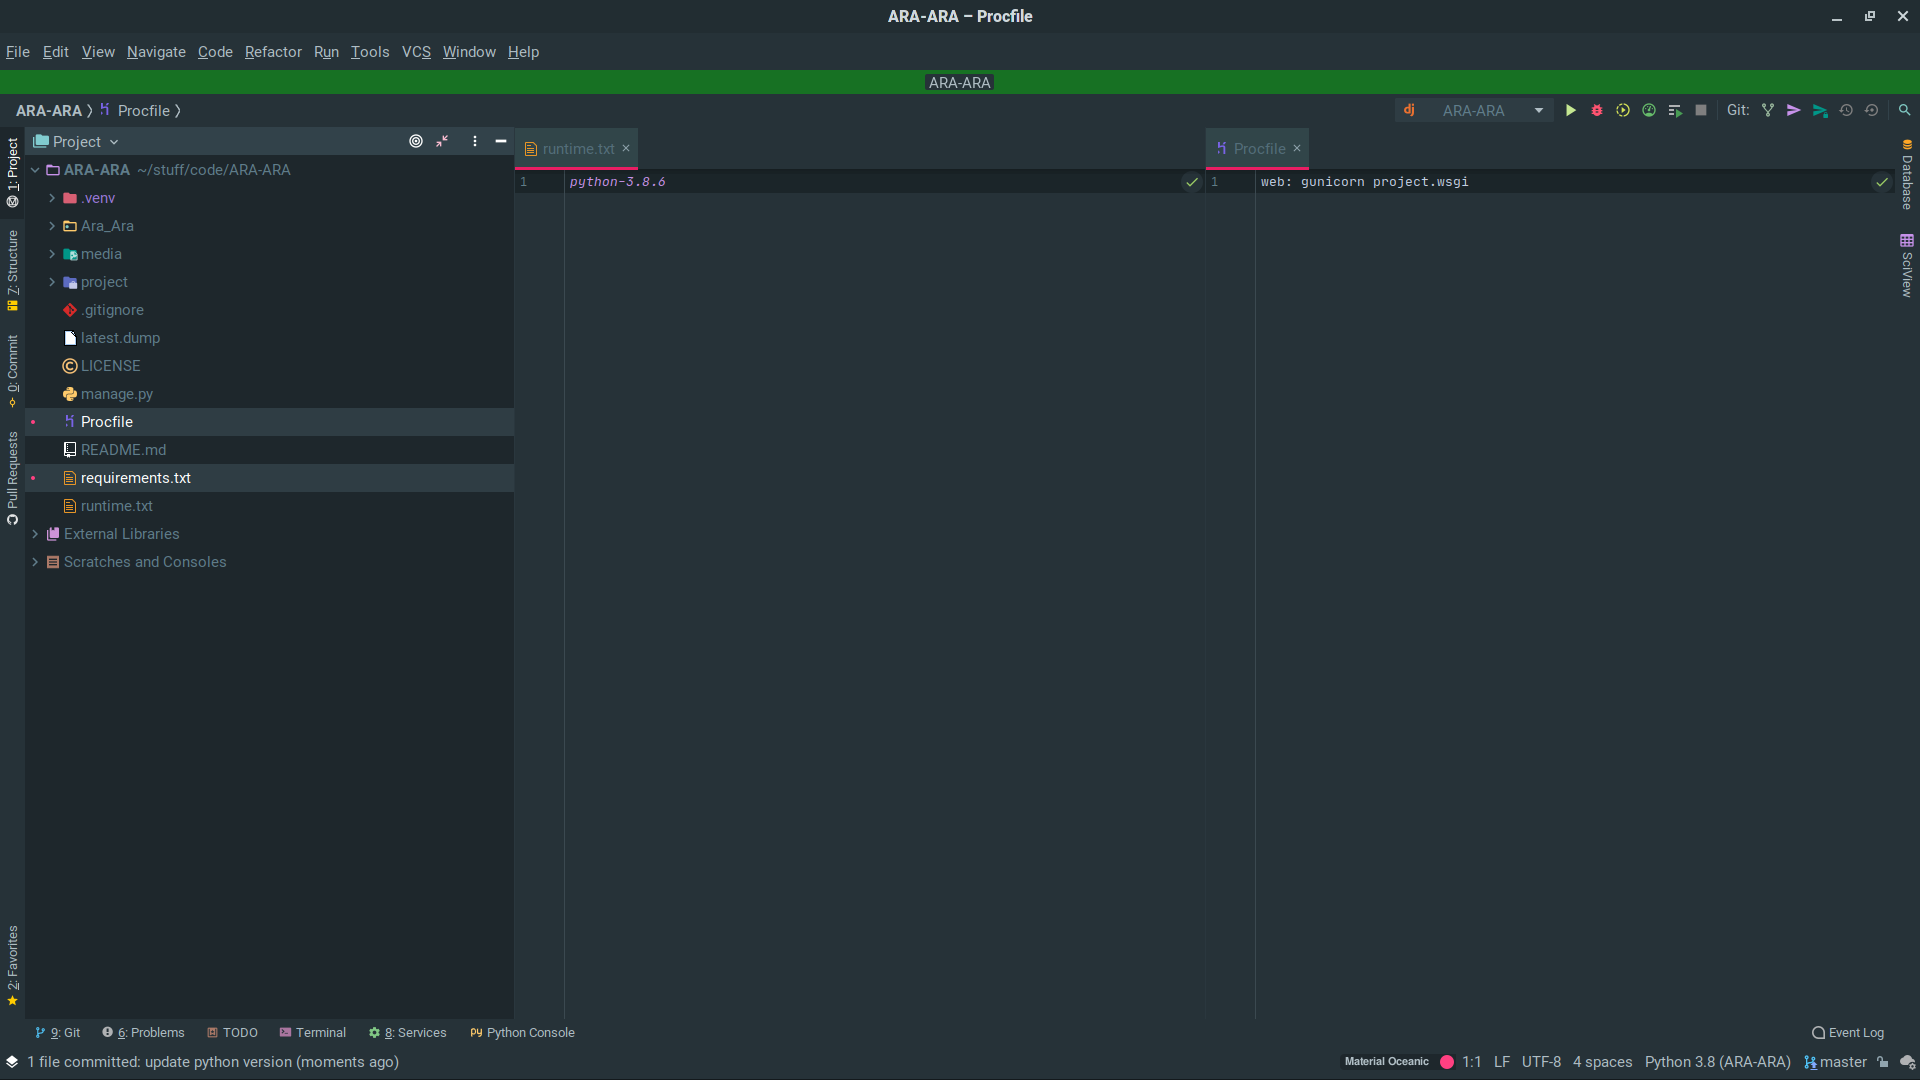 ARA-ARA – Procfile
File Edit View Navigate Code Refactor Run Tools VCS Window Help
ARA-ARA
ARA-ARA Procfile
dj ARA-ARA Git:
1: Project
7: Structure
0: Commit
Pull Requests
2: Favorites
Project
ARA-ARA ~/stuff/code/ARA-ARA
.venv
Ara_Ara
media
project
.gitignore
latest.dump
LICENSE
manage.py
Procfile
README.md
requirements.txt
runtime.txt
External Libraries
Scratches and Consoles
runtime.txt
1 python-3.8.6
Procfile
1 web: gunicorn project.wsgi
Database
SciView
9: Git 6: Problems TODO Terminal 8: Services Python Console Event Log
1 file committed: update python version (moments ago) Material Oceanic 1:1 LF UTF-8 4 spaces Python 3.8 (ARA-ARA) master